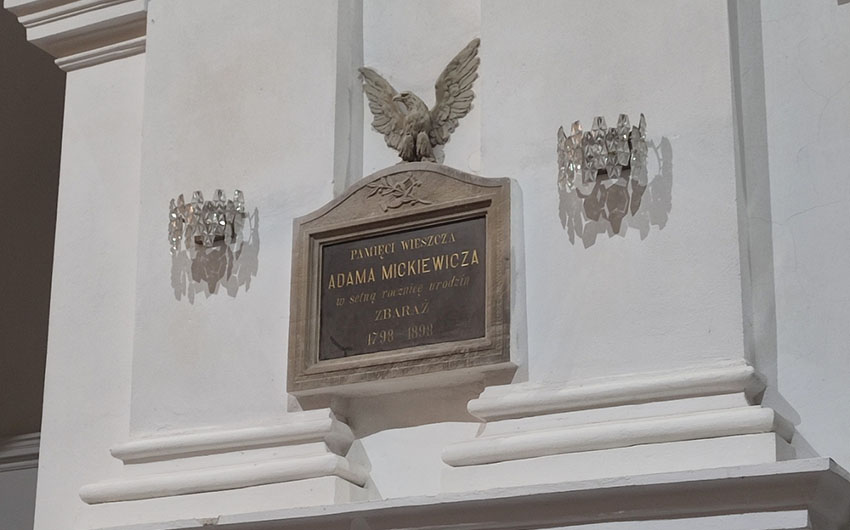 PAMIĘCI WIESZCZA
ADAMA MICKIEWICZA
w setną rocznicę urodzin
ZBARAŻ
1798-1898